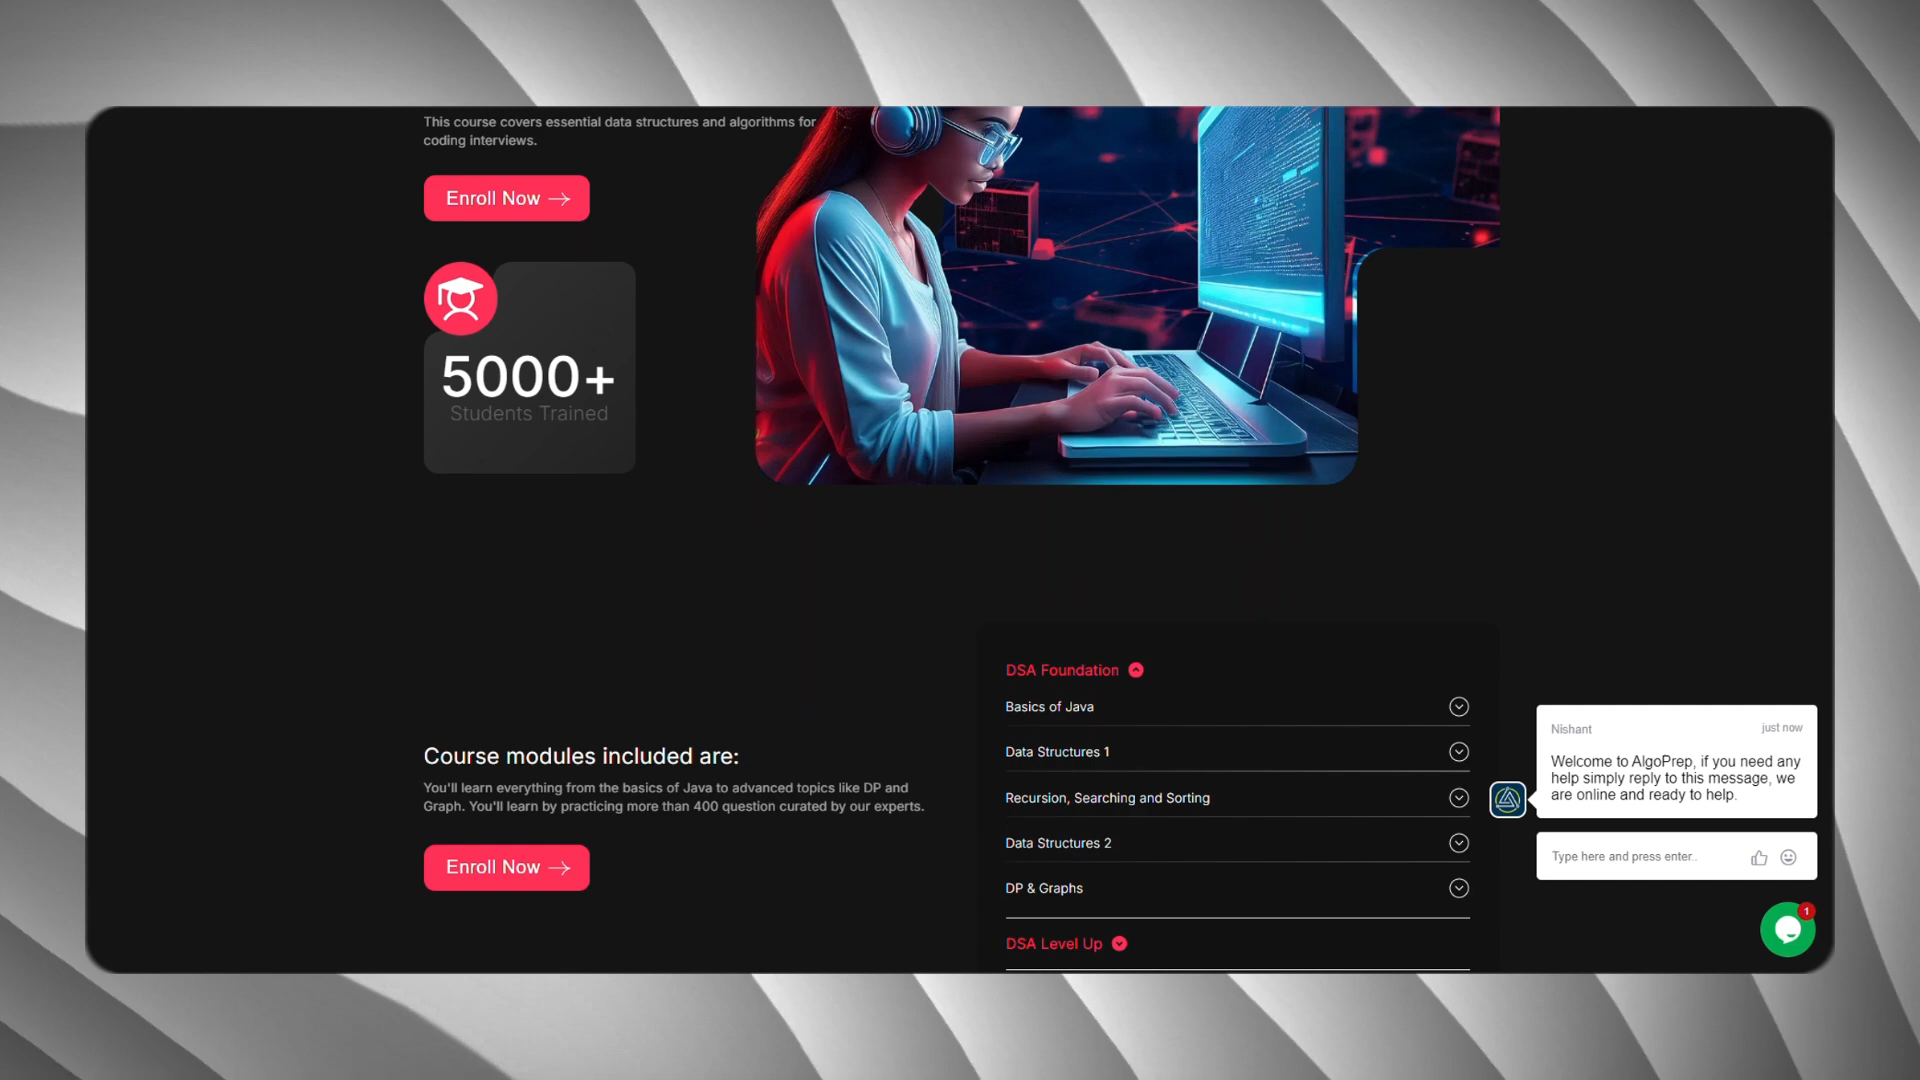 This course covers essential data structures and algorithms for
coding interviews.
Enroll Now
5000+
Students Trained
Course modules included are:
You'll learn everything from the basics of Java to advanced topics like DP and
Graph. You'll learn by practicing more than 400 question curated by our experts.
Enroll Now
DSA Foundation
Basics of Java
Data Structures 1
Recursion, Searching and Sorting
Data Structures 2
DP & Graphs
DSA Level Up
Nishant just now
Welcome to AlgoPrep, if you need any
help simply reply to this message, we
are online and ready to help.
Type here and press enter..
1